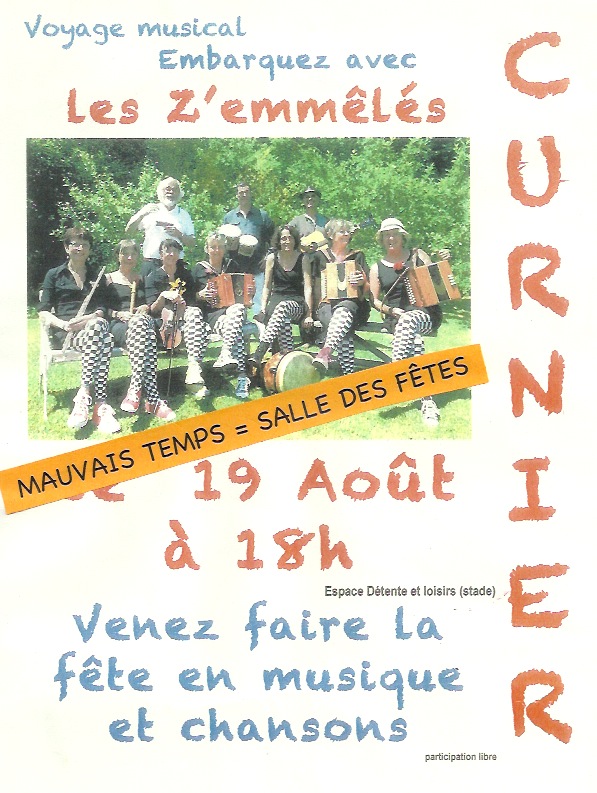 Voyage musical
Embarquez avec
les Z'emmêlés
CURNIER
MAUVAIS TEMPS = SALLE DES FÊTES
19 Août
à 18h
Espace Détente et loisirs (stade)
Venez faire la
fête en musique
et chansons
participation libre